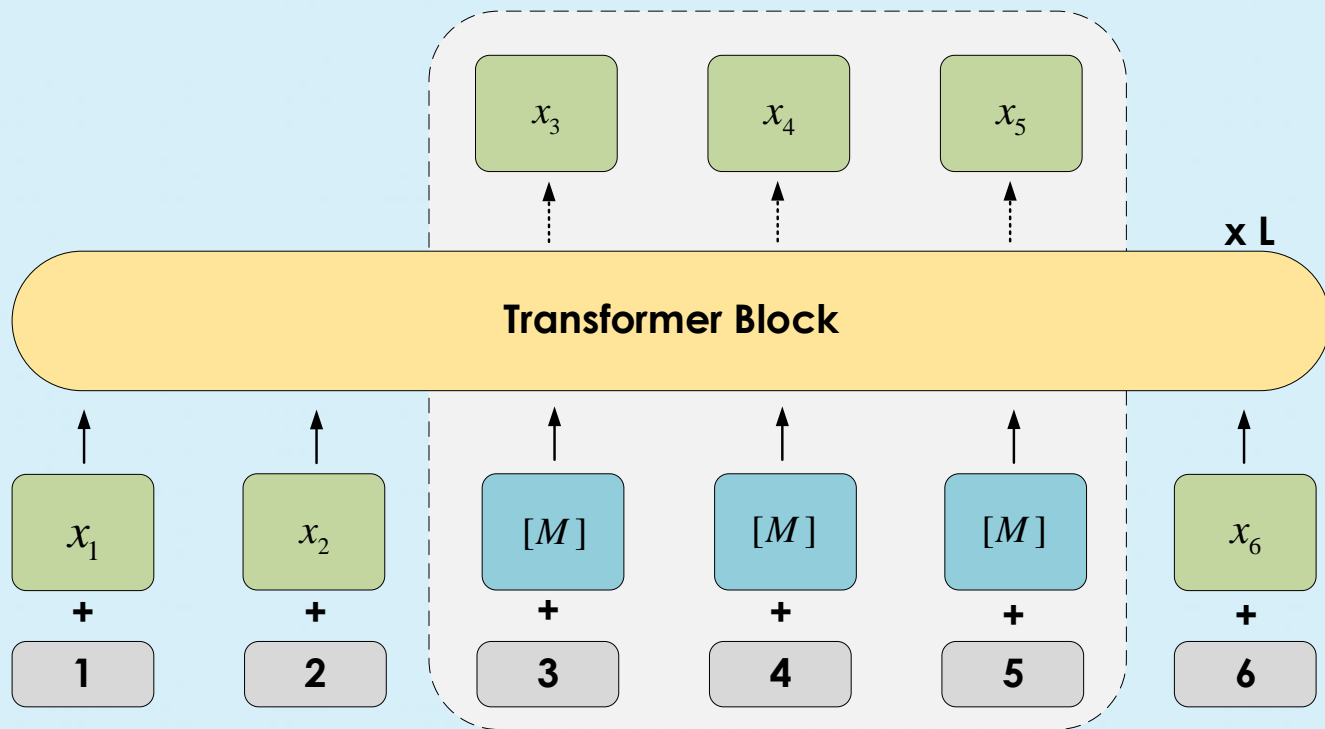 x₃ x₄ x₅
x L
Transformer Block
x₁ x₂ [M] [M] [M] x₆
+ + + + + +
1 2 3 4 5 6